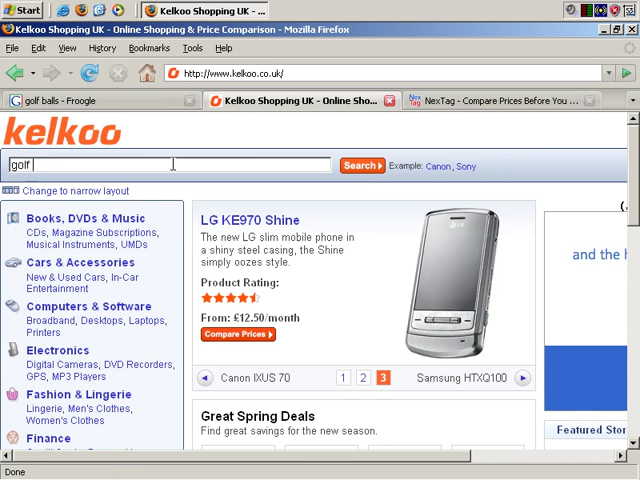 Start
Kelkoo Shopping UK - ...
Kelkoo Shopping UK - Online Shopping & Price Comparison - Mozilla Firefox
File Edit View History Bookmarks Tools Help
http://www.kelkoo.co.uk/
golf balls - Froogle
Kelkoo Shopping UK - Online Sho...
NexTag - Compare Prices Before You ...
kelkoo
golf
Search
Example: Canon, Sony
Change to narrow layout
Books, DVDs & Music
CDs, Magazine Subscriptions,
Musical Instruments, UMDs
Cars & Accessories
New & Used Cars, In-Car
Entertainment
Computers & Software
Broadband, Desktops, Laptops,
Printers
Electronics
Digital Cameras, DVD Recorders,
GPS, MP3 Players
Fashion & Lingerie
Lingerie, Men's Clothes,
Women's Clothes
Finance
LG KE970 Shine
The new LG slim mobile phone in
a shiny steel casing, the Shine
simply oozes style.
Product Rating:
From: £12.50/month
Compare Prices
Canon IXUS 70
1 2 3
Samsung HTXQ100
Great Spring Deals
Find great savings for the new season.
and the
Featured Stor
Done